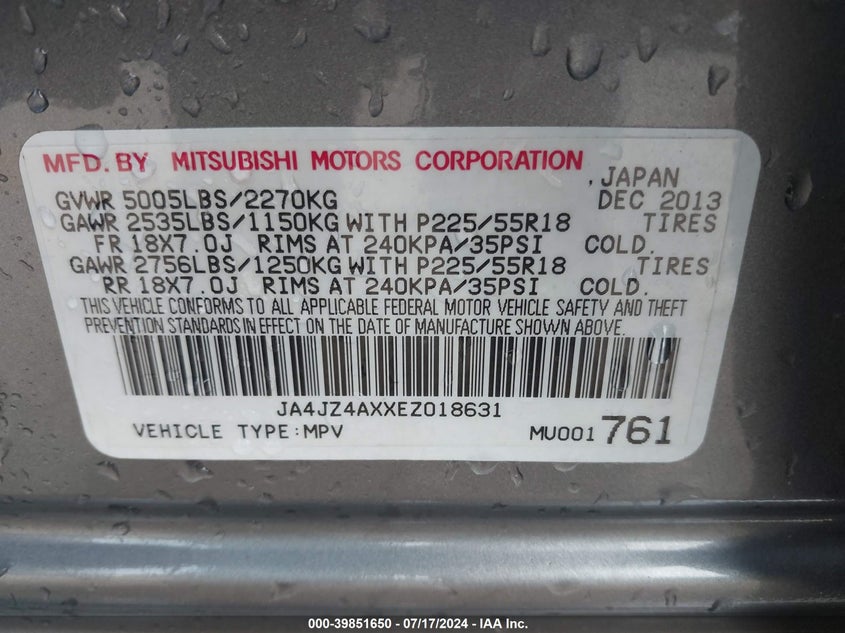 MFD. BY MITSUBISHI MOTORS CORPORATION , JAPAN
GVWR 5005LBS/2270KG DEC 2013
GAWR 2535LBS/1150KG WITH P225/55R18 TIRES
FR 18X7.0J RIMS AT 240KPA/35PSI COLD.
GAWR 2756LBS/1250KG WITH P225/55R18 TIRES
RR 18X7.0J RIMS AT 240KPA/35PSI COLD.
THIS VEHICLE CONFORMS TO ALL APPLICABLE FEDERAL MOTOR VEHICLE SAFETY AND THEFT
PREVENTION STANDARDS IN EFFECT ON THE DATE OF MANUFACTURE SHOWN ABOVE.
JA4JZ4AXXEZ018631
VEHICLE TYPE:MPV MU001 761
000-39851650 - 07/17/2024 - IAA Inc.